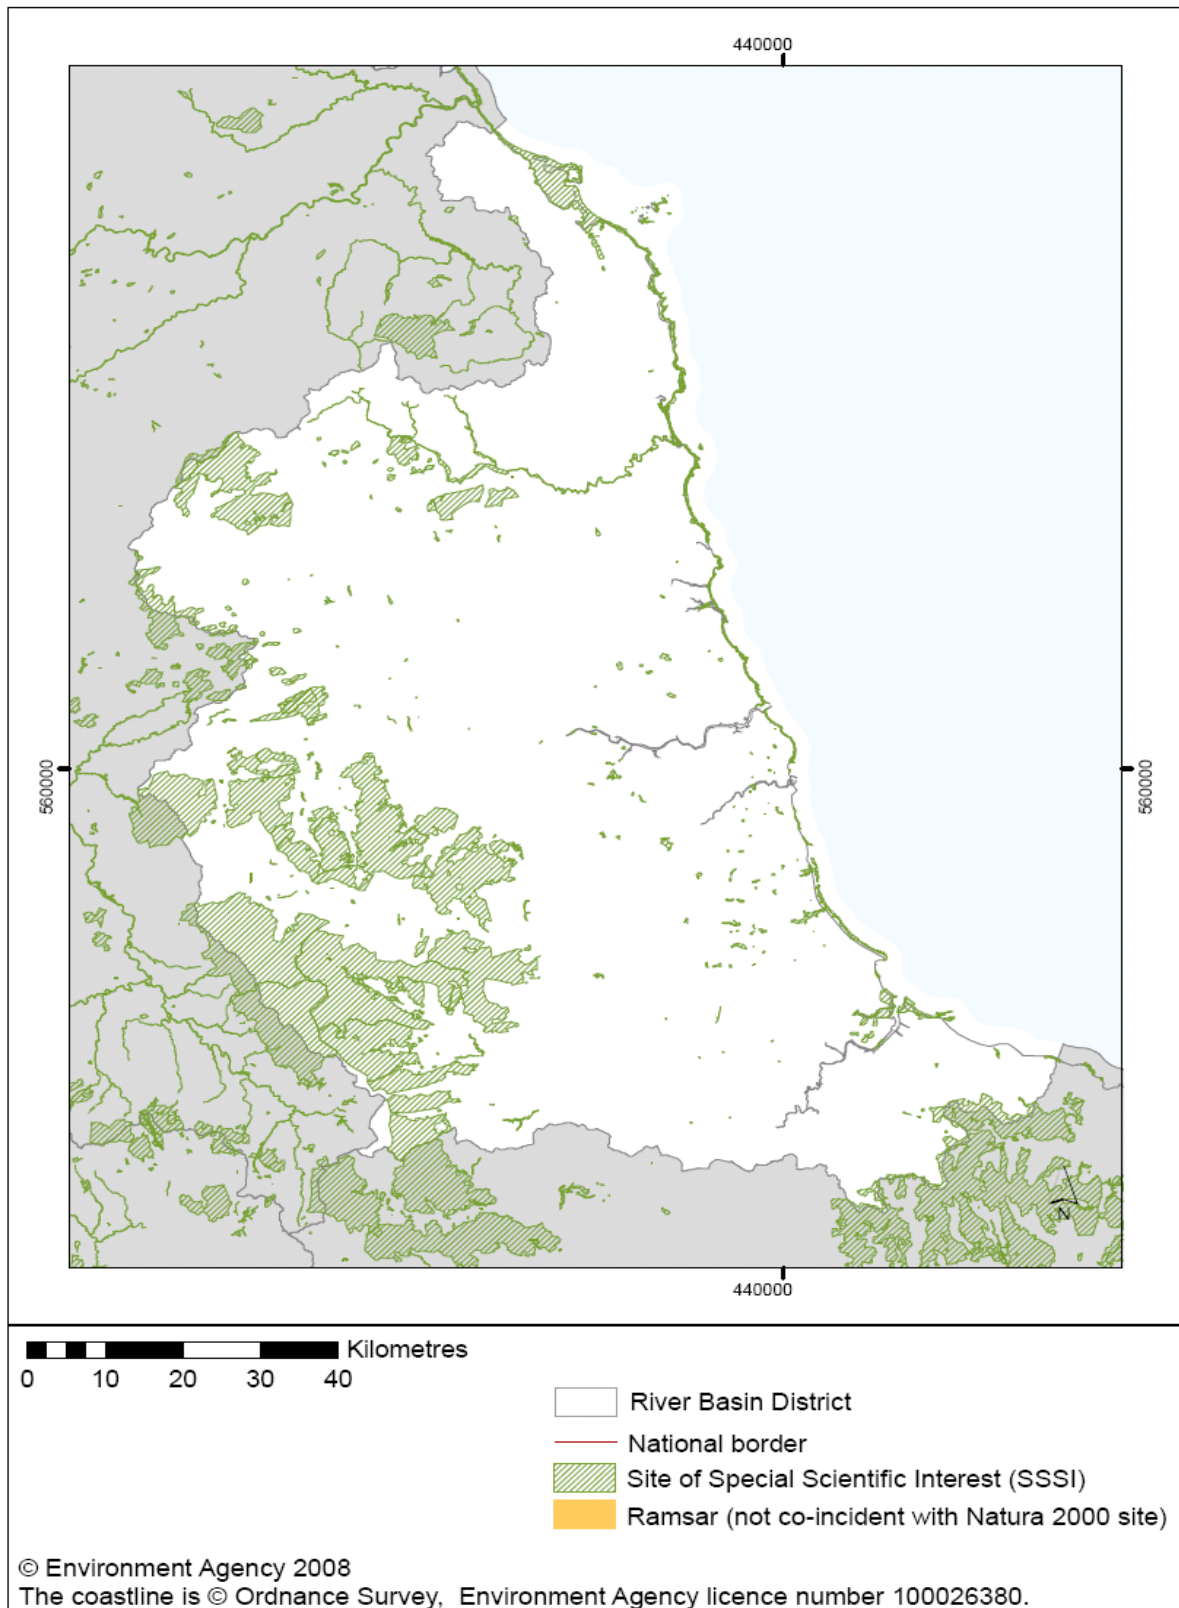 440000
560000
560000
N
440000
Kilometres
0 10 20 30 40
River Basin District
National border
Site of Special Scientific Interest (SSSI)
Ramsar (not co-incident with Natura 2000 site)
© Environment Agency 2008
The coastline is © Ordnance Survey, Environment Agency licence number 100026380.